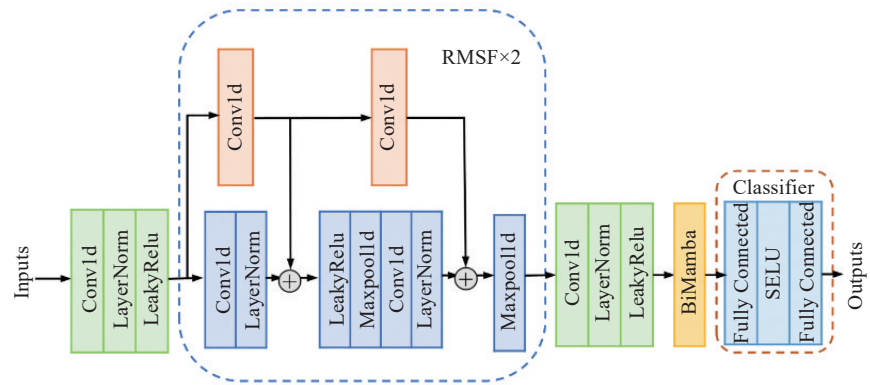 RMSF×2
Conv1d
Conv1d
Inputs
Conv1d
LayerNorm
LeakyRelu
Conv1d
LayerNorm
LeakyRelu
Maxpool1d
Conv1d
LayerNorm
Maxpool1d
Conv1d
LayerNorm
LeakyRelu
BiMamba
Classifier
Fully Connected
SELU
Fully Connected
Outputs